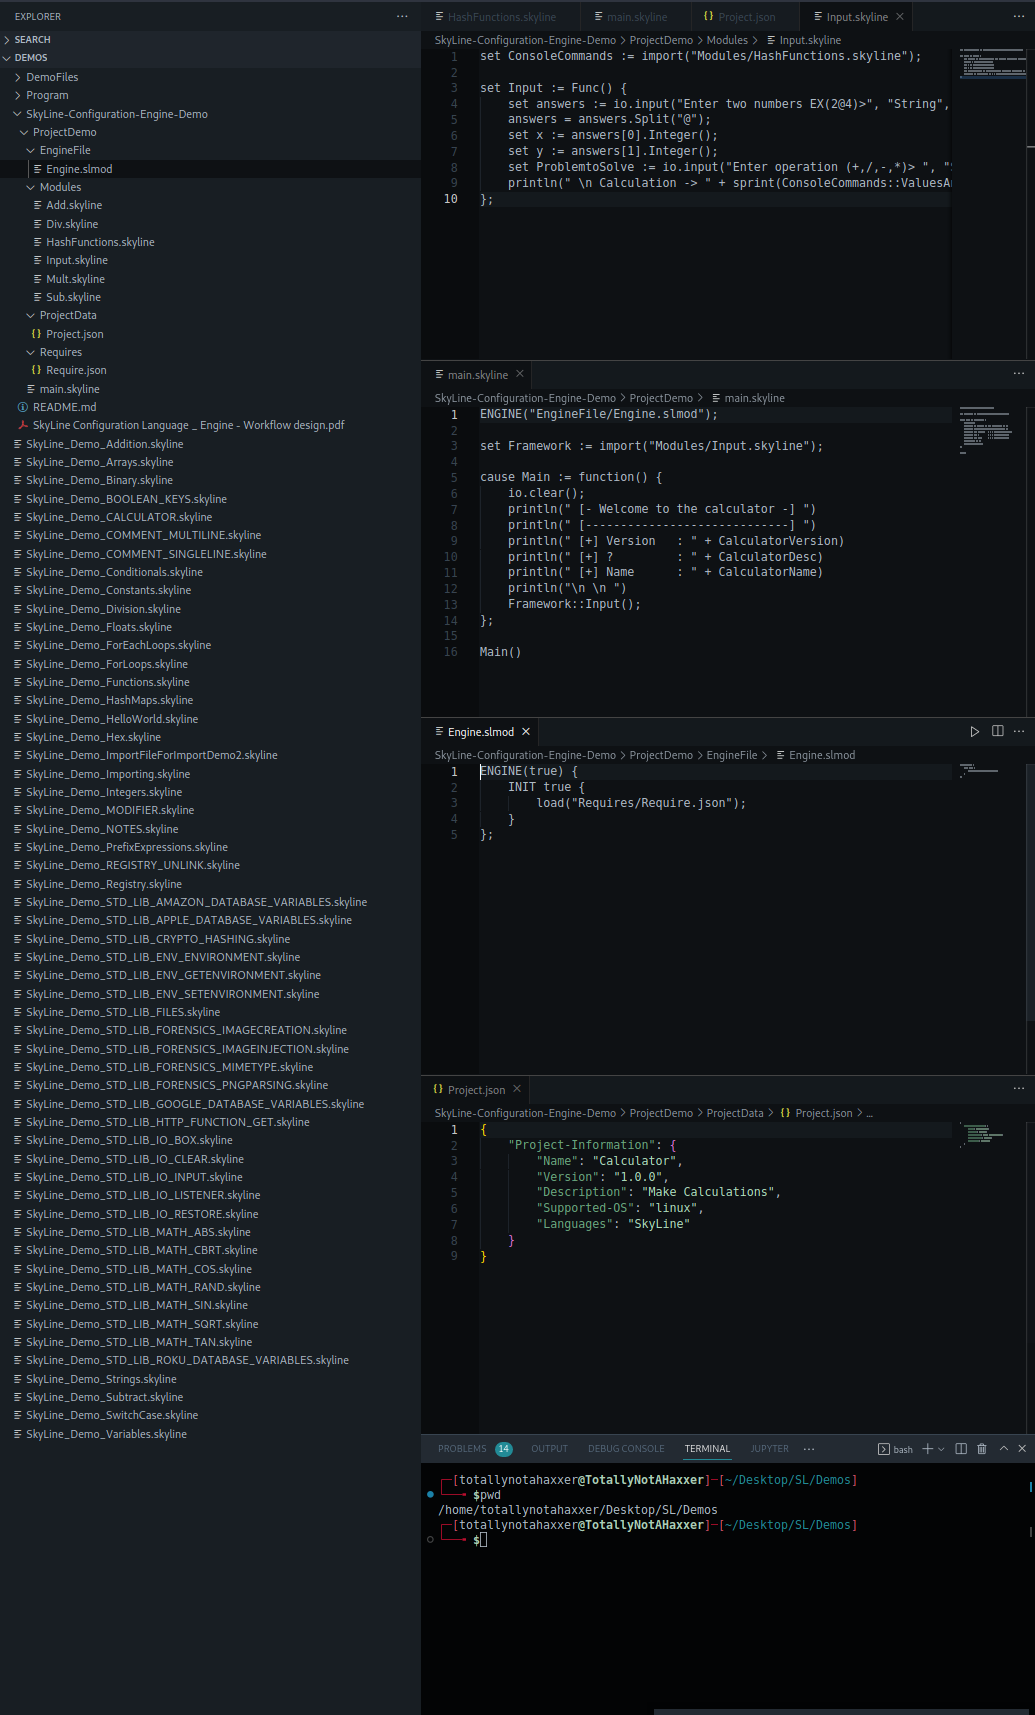 EXPLORER
SEARCH
DEMOS
DemoFiles
Program
SkyLine-Configuration-Engine-Demo
ProjectDemo
EngineFile
Engine.slmod
Modules
Add.skyline
Div.skyline
HashFunctions.skyline
Input.skyline
Mult.skyline
Sub.skyline
ProjectData
{} Project.json
Requires
{} Require.json
main.skyline
README.md
SkyLine Configuration Language _ Engine - Workflow design.pdf
SkyLine_Demo_Addition.skyline
SkyLine_Demo_Arrays.skyline
SkyLine_Demo_Binary.skyline
SkyLine_Demo_BOOLEAN_KEYS.skyline
SkyLine_Demo_CALCULATOR.skyline
SkyLine_Demo_COMMENT_MULTILINE.skyline
SkyLine_Demo_COMMENT_SINGLELINE.skyline
SkyLine_Demo_Conditionals.skyline
SkyLine_Demo_Constants.skyline
SkyLine_Demo_Division.skyline
SkyLine_Demo_Floats.skyline
SkyLine_Demo_ForEachLoops.skyline
SkyLine_Demo_ForLoops.skyline
SkyLine_Demo_Functions.skyline
SkyLine_Demo_HashMaps.skyline
SkyLine_Demo_HelloWorld.skyline
SkyLine_Demo_Hex.skyline
SkyLine_Demo_ImportFileForImportDemo2.skyline
SkyLine_Demo_Importing.skyline
SkyLine_Demo_Integers.skyline
SkyLine_Demo_MODIFIER.skyline
SkyLine_Demo_NOTES.skyline
SkyLine_Demo_PrefixExpressions.skyline
SkyLine_Demo_REGISTRY_UNLINK.skyline
SkyLine_Demo_Registry.skyline
SkyLine_Demo_STD_LIB_AMAZON_DATABASE_VARIABLES.skyline
SkyLine_Demo_STD_LIB_APPLE_DATABASE_VARIABLES.skyline
SkyLine_Demo_STD_LIB_CRYPTO_HASHING.skyline
SkyLine_Demo_STD_LIB_ENV_ENVIRONMENT.skyline
SkyLine_Demo_STD_LIB_ENV_GETENVIRONMENT.skyline
SkyLine_Demo_STD_LIB_ENV_SETENVIRONMENT.skyline
SkyLine_Demo_STD_LIB_FILES.skyline
SkyLine_Demo_STD_LIB_FORENSICS_IMAGECREATION.skyline
SkyLine_Demo_STD_LIB_FORENSICS_IMAGEINJECTION.skyline
SkyLine_Demo_STD_LIB_FORENSICS_MIMETYPE.skyline
SkyLine_Demo_STD_LIB_FORENSICS_PNGPARSING.skyline
SkyLine_Demo_STD_LIB_GOOGLE_DATABASE_VARIABLES.skyline
SkyLine_Demo_STD_LIB_HTTP_FUNCTION_GET.skyline
SkyLine_Demo_STD_LIB_IO_BOX.skyline
SkyLine_Demo_STD_LIB_IO_CLEAR.skyline
SkyLine_Demo_STD_LIB_IO_INPUT.skyline
SkyLine_Demo_STD_LIB_IO_LISTENER.skyline
SkyLine_Demo_STD_LIB_IO_RESTORE.skyline
SkyLine_Demo_STD_LIB_MATH_ABS.skyline
SkyLine_Demo_STD_LIB_MATH_CBRT.skyline
SkyLine_Demo_STD_LIB_MATH_COS.skyline
SkyLine_Demo_STD_LIB_MATH_RAND.skyline
SkyLine_Demo_STD_LIB_MATH_SIN.skyline
SkyLine_Demo_STD_LIB_MATH_SQRT.skyline
SkyLine_Demo_STD_LIB_MATH_TAN.skyline
SkyLine_Demo_STD_LIB_ROKU_DATABASE_VARIABLES.skyline
SkyLine_Demo_Strings.skyline
SkyLine_Demo_Subtract.skyline
SkyLine_Demo_SwitchCase.skyline
SkyLine_Demo_Variables.skyline
HashFunctions.skyline main.skyline {} Project.json Input.skyline
SkyLine-Configuration-Engine-Demo > ProjectDemo > Modules > Input.skyline
1 set ConsoleCommands := import("Modules/HashFunctions.skyline");
2
3 set Input := Func() {
4 set answers := io.input("Enter two numbers EX(2@4)>", "String",
5 answers = answers.Split("@");
6 set x := answers[0].Integer();
7 set y := answers[1].Integer();
8 set ProblemtoSolve := io.input("Enter operation (+,/,-,*)> ", "
9 println(" \n Calculation -> " + sprint(ConsoleCommands::ValuesA
10 };
main.skyline
SkyLine-Configuration-Engine-Demo > ProjectDemo > main.skyline
1 ENGINE("EngineFile/Engine.slmod");
2
3 set Framework := import("Modules/Input.skyline");
4
5 cause Main := function() {
6 io.clear();
7 println(" [- Welcome to the calculator -] ")
8 println(" [-----------------------------] ")
9 println(" [+] Version : " + CalculatorVersion)
10 println(" [+] ? : " + CalculatorDesc)
11 println(" [+] Name : " + CalculatorName)
12 println("\n \n ")
13 Framework::Input();
14 };
15
16 Main()
Engine.slmod
SkyLine-Configuration-Engine-Demo > ProjectDemo > EngineFile > Engine.slmod
1 ENGINE(true) {
2 INIT true {
3 load("Requires/Require.json");
4 }
5 };
{} Project.json
SkyLine-Configuration-Engine-Demo > ProjectDemo > ProjectData > {} Project.json > ...
1 {
2 "Project-Information": {
3 "Name": "Calculator",
4 "Version": "1.0.0",
5 "Description": "Make Calculations",
6 "Supported-OS": "linux",
7 "Languages": "SkyLine"
8 }
9 }
PROBLEMS 14 OUTPUT DEBUG CONSOLE TERMINAL JUPYTER ... bash
[totallynotahaxxer@TotallyNotAHaxxer]-[~/Desktop/SL/Demos]
$pwd
/home/totallynotahaxxer/Desktop/SL/Demos
[totallynotahaxxer@TotallyNotAHaxxer]-[~/Desktop/SL/Demos]
$